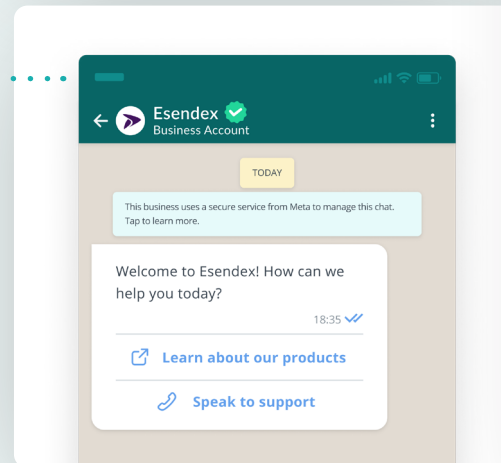 Esendex
Business Account
TODAY
This business uses a secure service from Meta to manage this chat.
Tap to learn more.
Welcome to Esendex! How can we
help you today?
18:35
Learn about our products
Speak to support